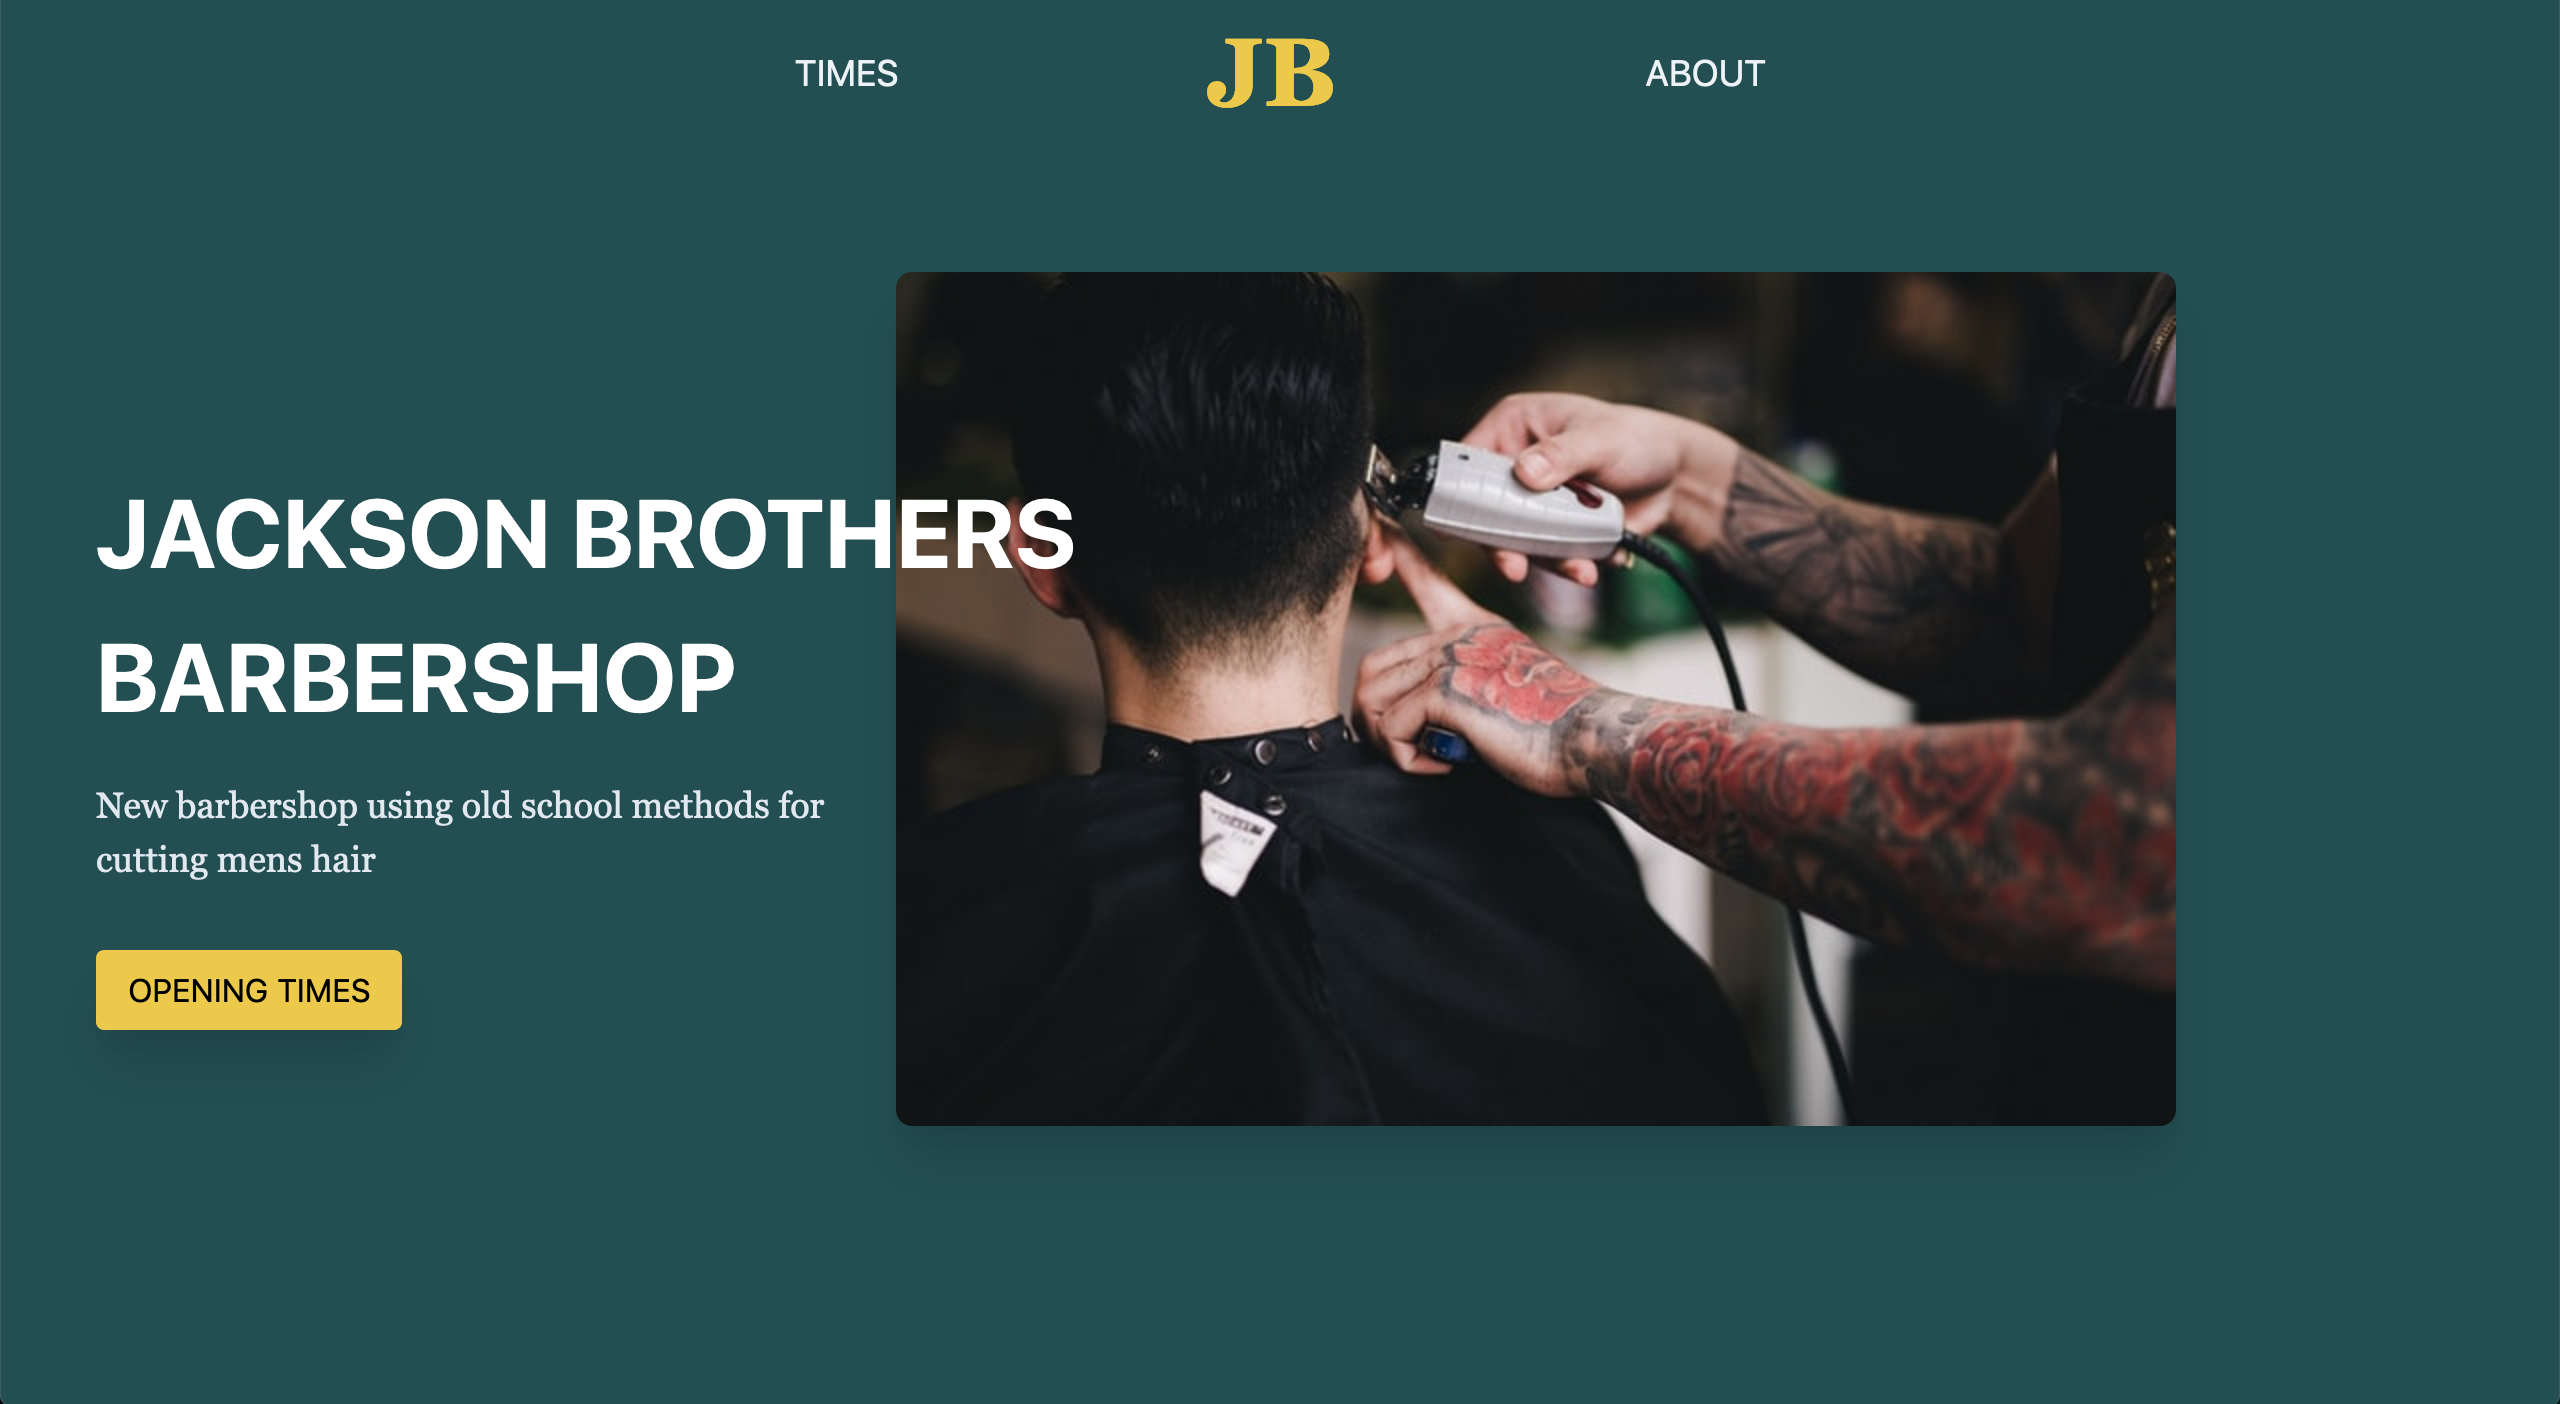 TIMES
JB
ABOUT
JACKSON BROTHERS
BARBERSHOP
New barbershop using old school methods for
cutting mens hair
OPENING TIMES